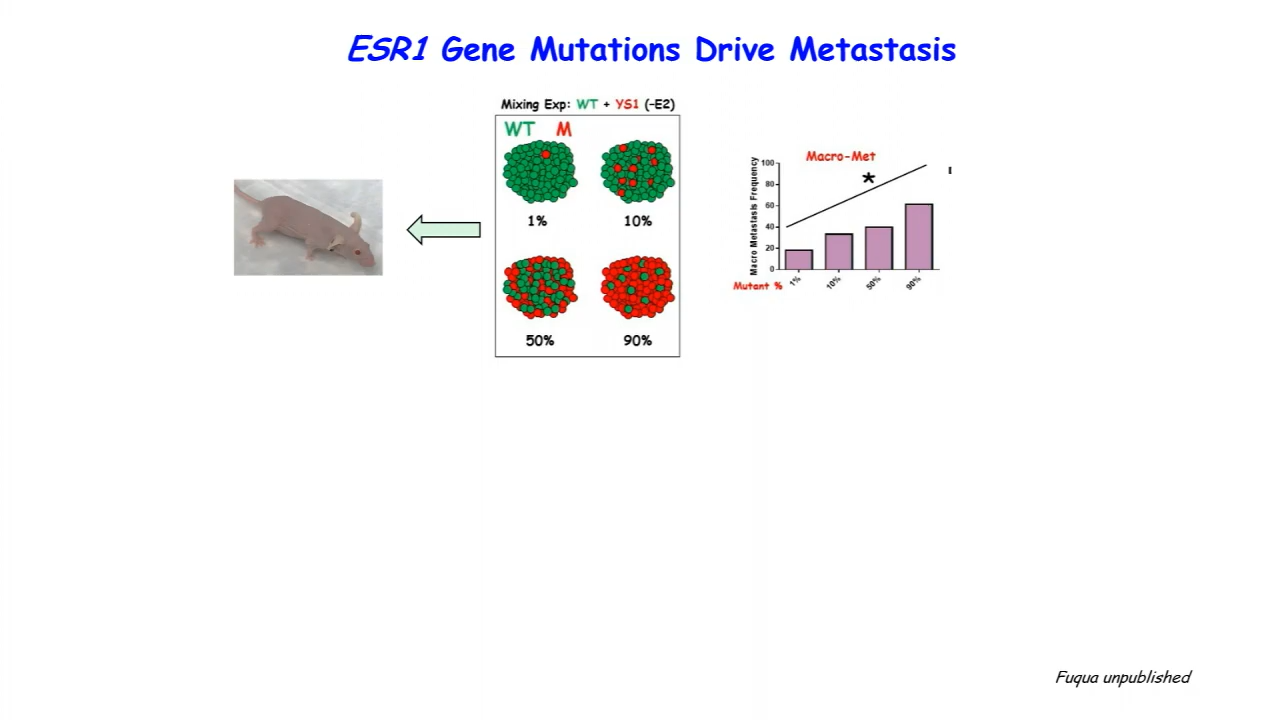 ESR1 Gene Mutations Drive Metastasis
Mixing Exp: WT + YS1 (-E2)
WT M
1% 10%
50% 90%
Macro-Met
*
Macro Metastasis Frequency
100
80
60
40
20
0
Mutant % 1% 10% 50% 90%
Fuqua unpublished